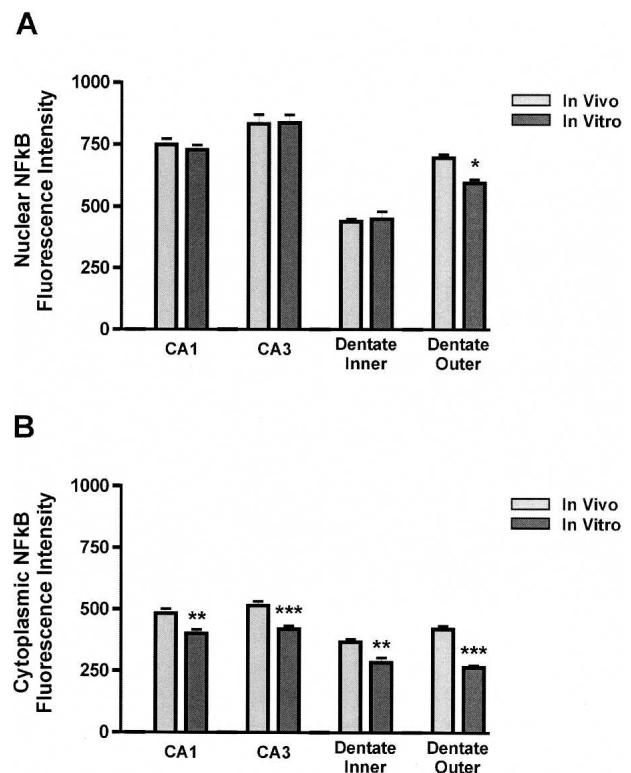 A
Nuclear NFkB
Fluorescence Intensity
1000
750
500
250
0
In Vivo
In Vitro
*
CA1
CA3
Dentate
Inner
Dentate
Outer
B
Cytoplasmic NFkB
Fluorescence Intensity
1000
750
500
250
0
In Vivo
In Vitro
**
***
**
***
CA1
CA3
Dentate
Inner
Dentate
Outer